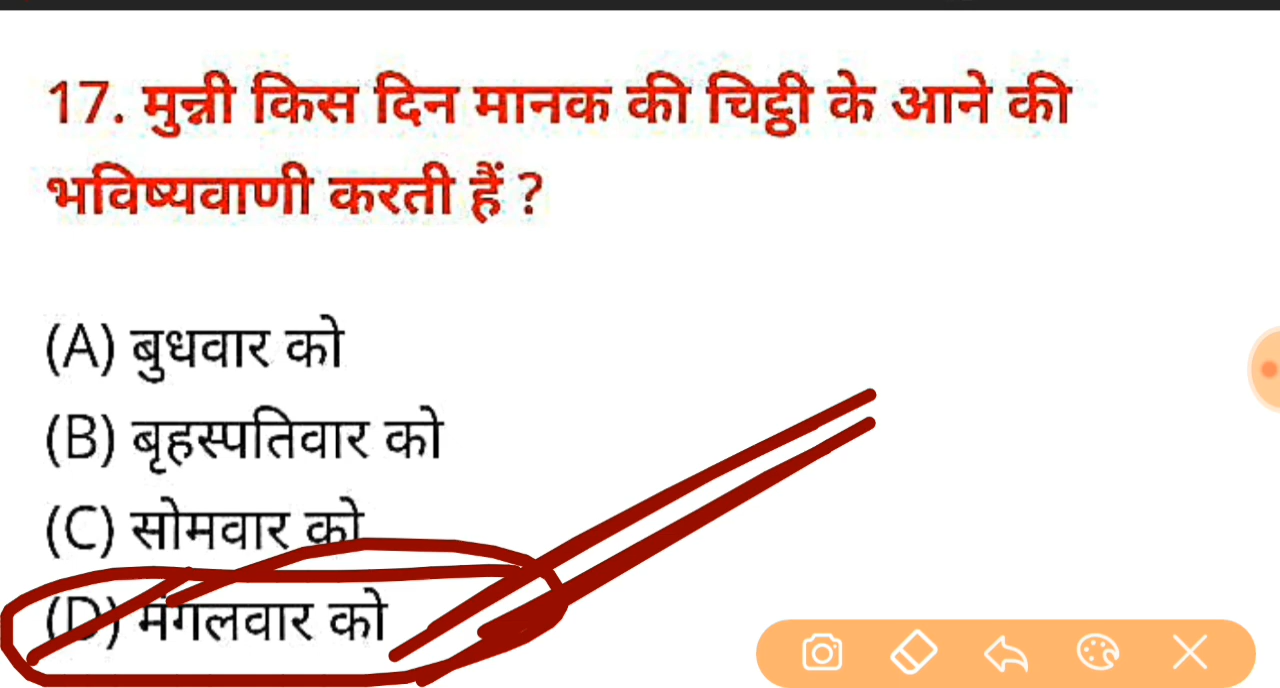 17. मुन्नी किस दिन मानक की चिट्ठी के आने की
भविष्यवाणी करती हैं ?
(A) बुधवार को
(B) बृहस्पतिवार को
(C) सोमवार को
(D) मंगलवार को